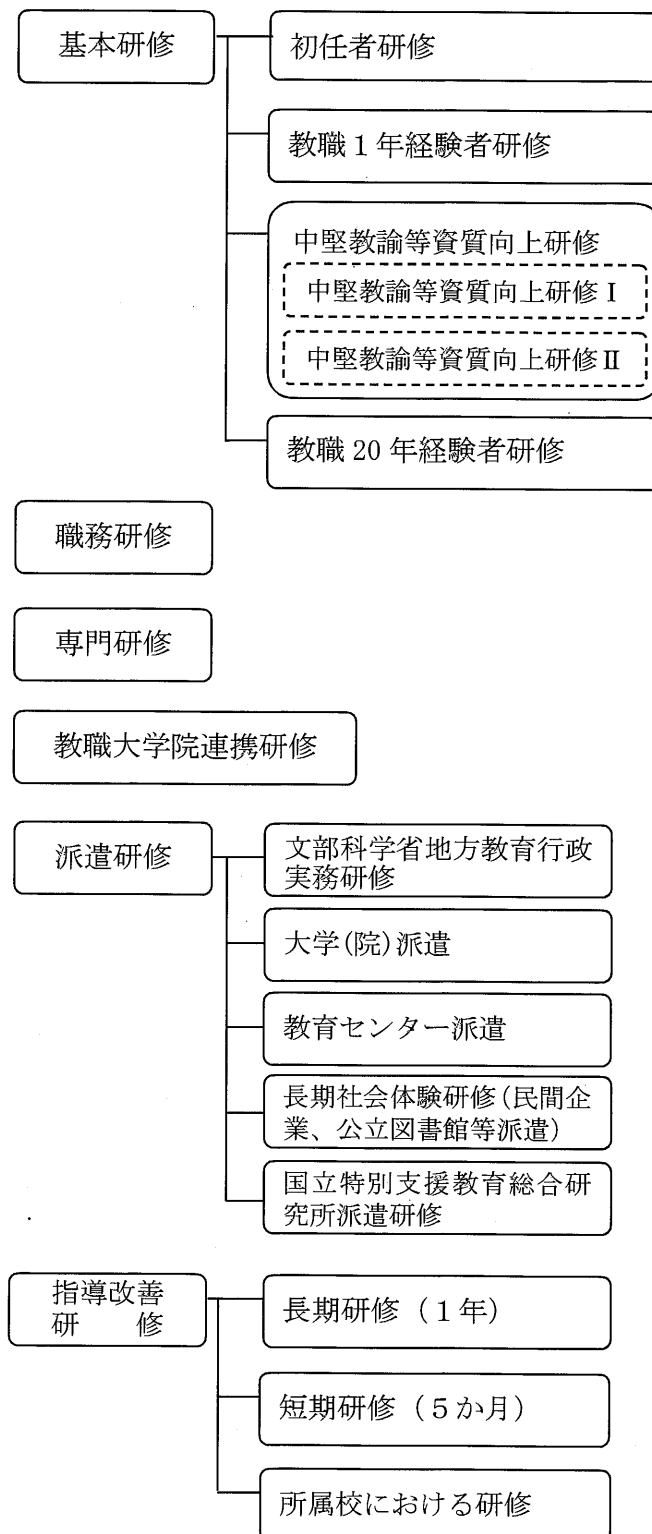 基本研修
初任者研修
教職1年経験者研修
中堅教諭等資質向上研修
中堅教諭等資質向上研修Ⅰ
中堅教諭等資質向上研修Ⅱ
教職20年経験者研修
職務研修
専門研修
教職大学院連携研修
派遣研修
文部科学省地方教育行政
実務研修
大学(院)派遣
教育センター派遣
長期社会体験研修(民間企
業、公立図書館等派遣)
国立特別支援教育総合研
究所派遣研修
指導改善
研　　修
長期研修（1年）
短期研修（5か月）
所属校における研修